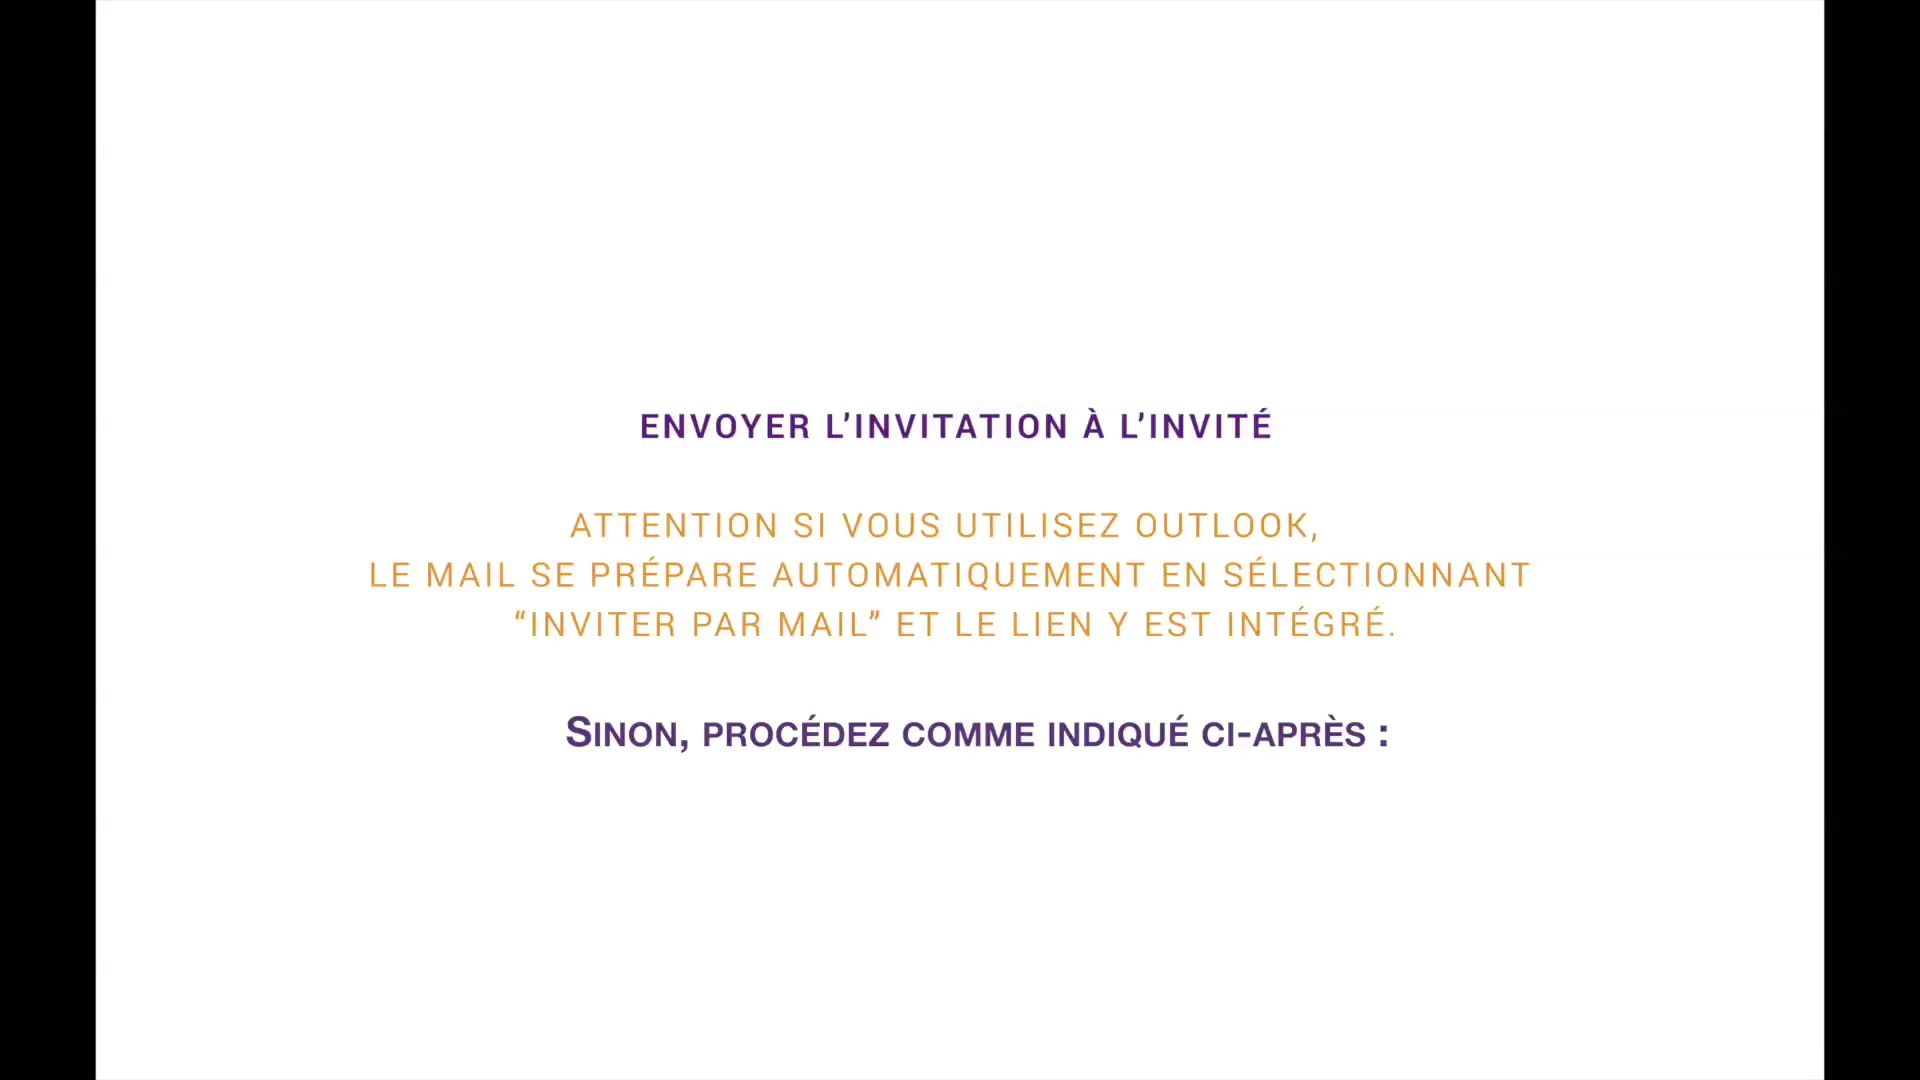 ENVOYER L’INVITATION À L’INVITÉ
ATTENTION SI VOUS UTILISEZ OUTLOOK,
LE MAIL SE PRÉPARE AUTOMATIQUEMENT EN SÉLECTIONNANT
“INVITER PAR MAIL” ET LE LIEN Y EST INTÉGRÉ.
SINON, PROCÉDEZ COMME INDIQUÉ CI-APRÈS :